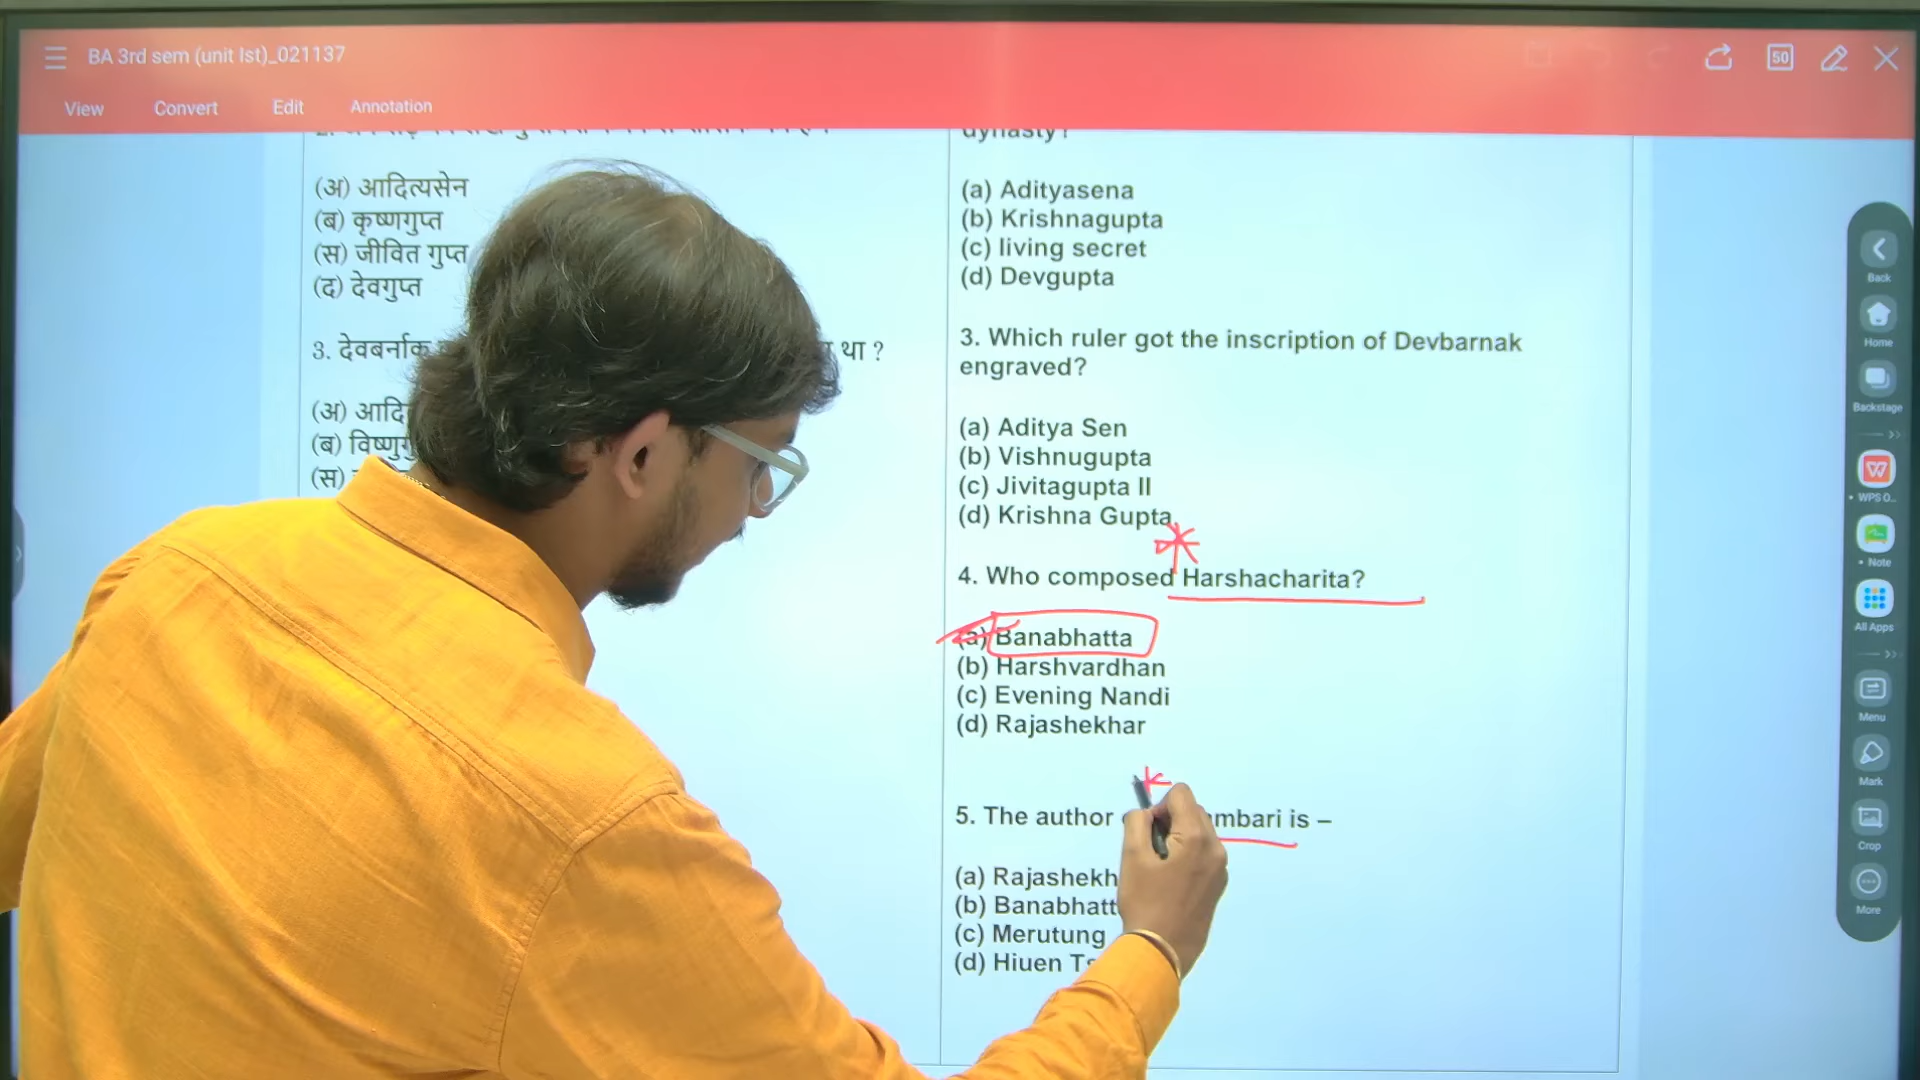 BA 3rd sem (unit Ist)_021137
50
View Convert Edit Annotation
(अ) आदित्यसेन
(ब) कृष्णगुप्त
(स) जीवित गुप्त
(द) देवगुप्त
3. देवबर्नाक था ?
(अ)
(ब)
(स)
dynasty?
(a) Adityasena
(b) Krishnagupta
(c) living secret
(d) Devgupta
3. Which ruler got the inscription of Devbarnak
engraved?
(a) Aditya Sen
(b) Vishnugupta
(c) Jivitagupta II
(d) Krishna Gupta
4. Who composed Harshacharita?
(a) Banabhatta
(b) Harshvardhan
(c) Evening Nandi
(d) Rajashekhar
5. The author is –
(a)
(b)
(c) Merutung
(d) Hiuen
Back
Home
Backstage
WPS O...
Note
All Apps
Menu
Mark
Crop
More